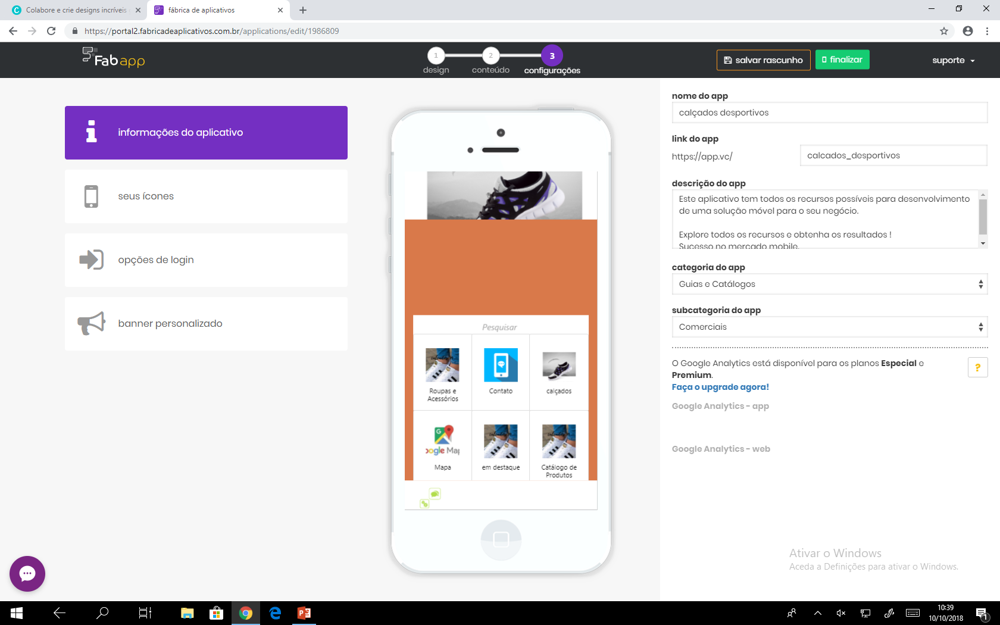 Colabore e crie designs incríveis
fábrica de aplicativos
https://portal2.fabricadeaplicativos.com.br/applications/edit/1986809
Fabapp
1
2
3
design
conteúdo
configurações
salvar rascunho
finalizar
suporte
informações do aplicativo
seus ícones
opções de login
banner personalizado
Pesquisar
Roupas e
Acessórios
Contato
calçados
Mapa
em destaque
Catálogo de
Produtos
nome do app
calçados desportivos
link do app
https://app.vc/
calcados_desportivos
descrição do app
Este aplicativo tem todos os recursos possíveis para desenvolvimento
de uma solução móvel para o seu negócio.
Explore todos os recursos e obtenha os resultados !
Sucesso no mercado mobile.
categoria do app
Guias e Catálogos
subcategoria do app
Comerciais
O Google Analytics está disponível para os planos Especial e
Premium.
?
Faça o upgrade agora!
Google Analytics - app
Google Analytics - web
Ativar o Windows
Aceda a Definições para ativar o Windows.
10:39
10/10/2018
1